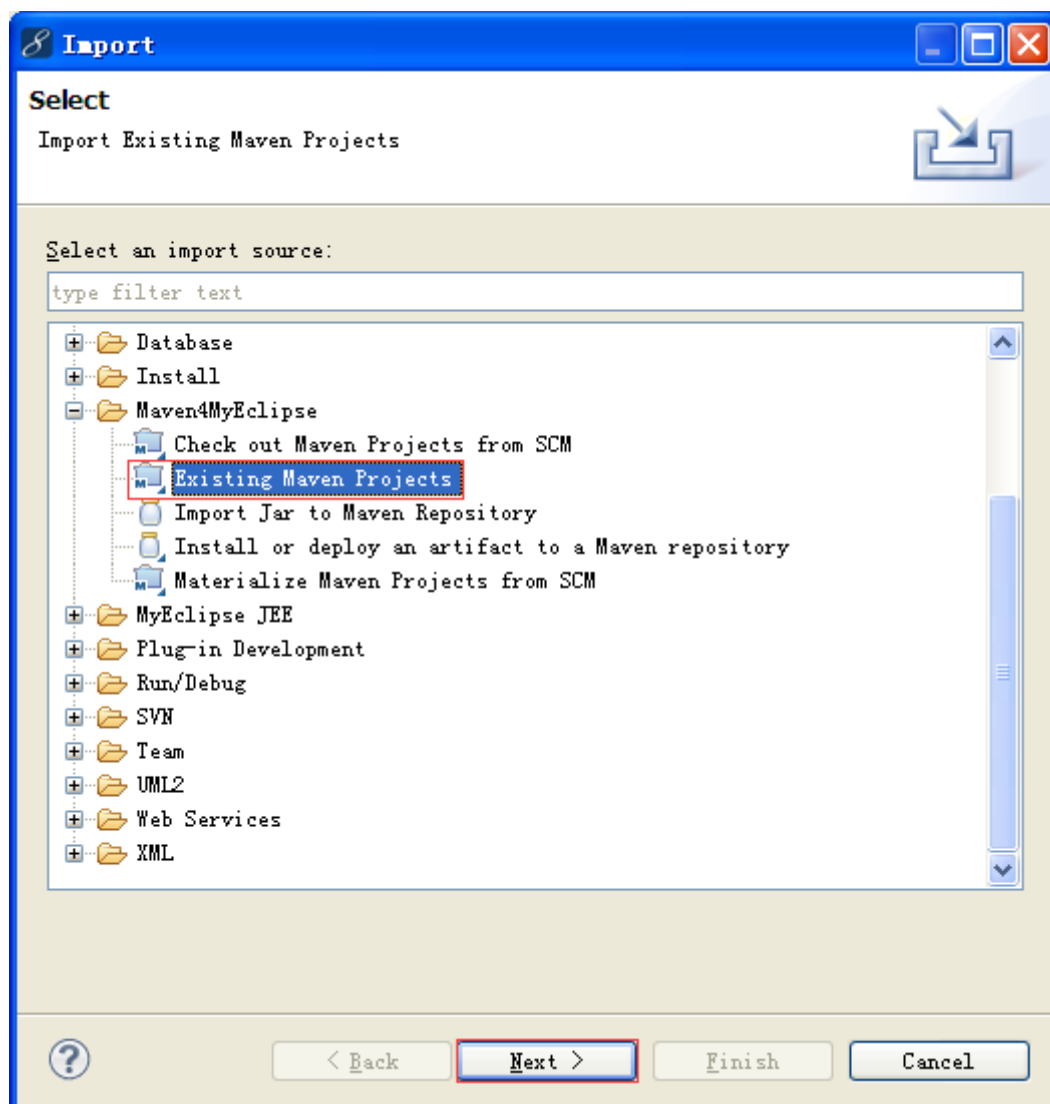 Import
Select
Import Existing Maven Projects
Select an import source:
type filter text
Database
Install
Maven4MyEclipse
Check out Maven Projects from SCM
Existing Maven Projects
Import Jar to Maven Repository
Install or deploy an artifact to a Maven repository
Materialize Maven Projects from SCM
MyEclipse JEE
Plug-in Development
Run/Debug
SVN
Team
UML2
Web Services
XML
< Back Next > Finish Cancel